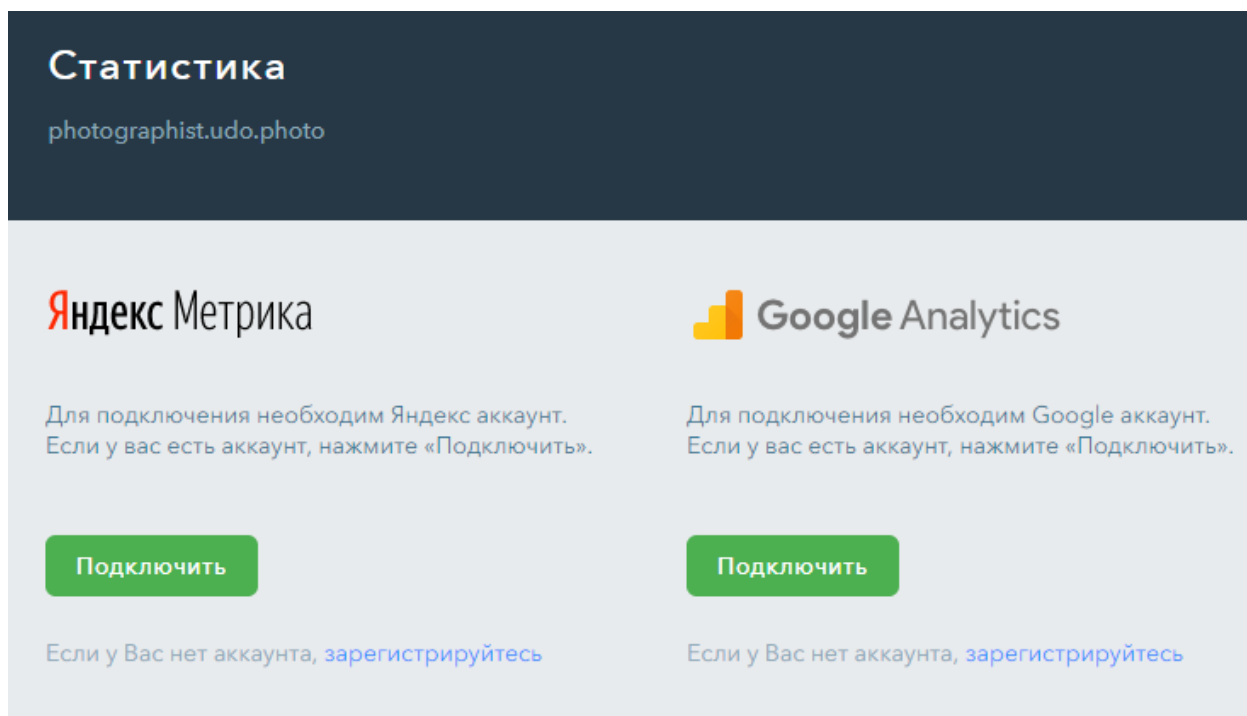 Статистика
photographist.udo.photo
Яндекс Метрика
Для подключения необходим Яндекс аккаунт.
Если у вас есть аккаунт, нажмите «Подключить».
Подключить
Если у Вас нет аккаунта, зарегистрируйтесь
Google Analytics
Для подключения необходим Google аккаунт.
Если у вас есть аккаунт, нажмите «Подключить».
Подключить
Если у Вас нет аккаунта, зарегистрируйтесь